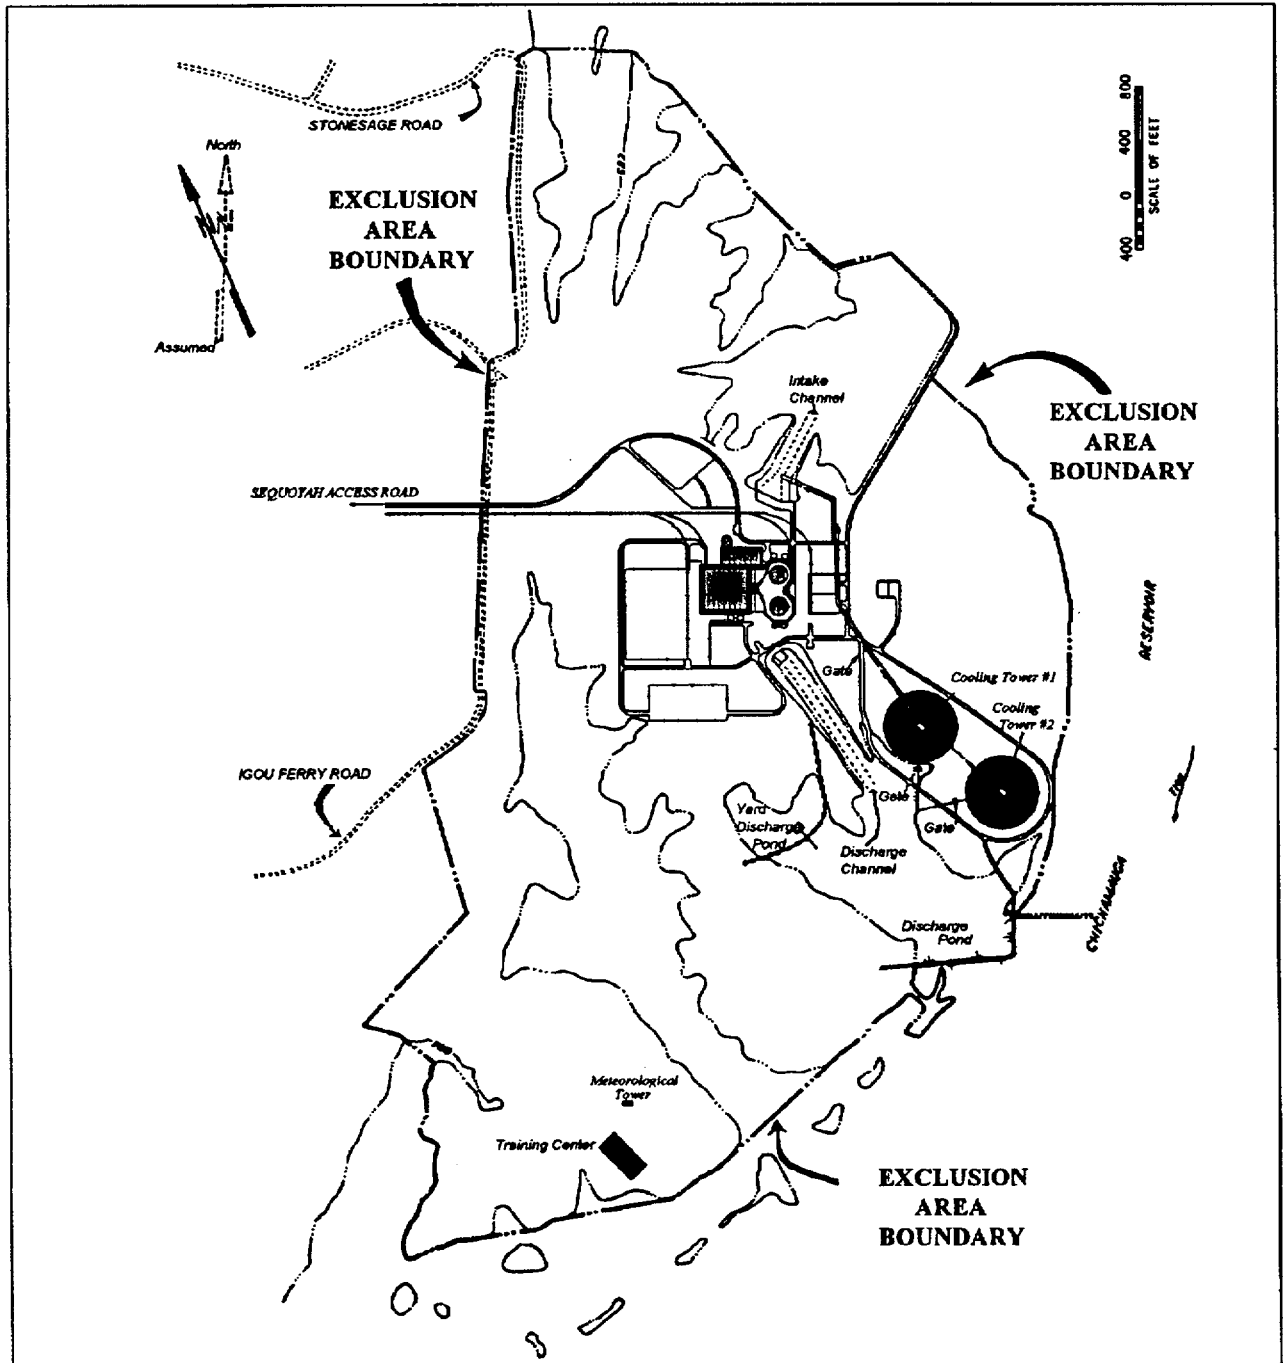 STONESAGE ROAD
North
Assumed
EXCLUSION
AREA
BOUNDARY
800
400
0
400
SCALE OF FEET
Intake
Channel
EXCLUSION
AREA
BOUNDARY
SEQUOYAH ACCESS ROAD
RESERVOIR
Gate
Cooling Tower #1
Cooling
Tower #2
IGOU FERRY ROAD
Gate
Gate
Yard
Discharge
Pond
Discharge
Channel
CHICKAMAUGA
Discharge
Pond
Meteorological
Tower
Training Center
EXCLUSION
AREA
BOUNDARY